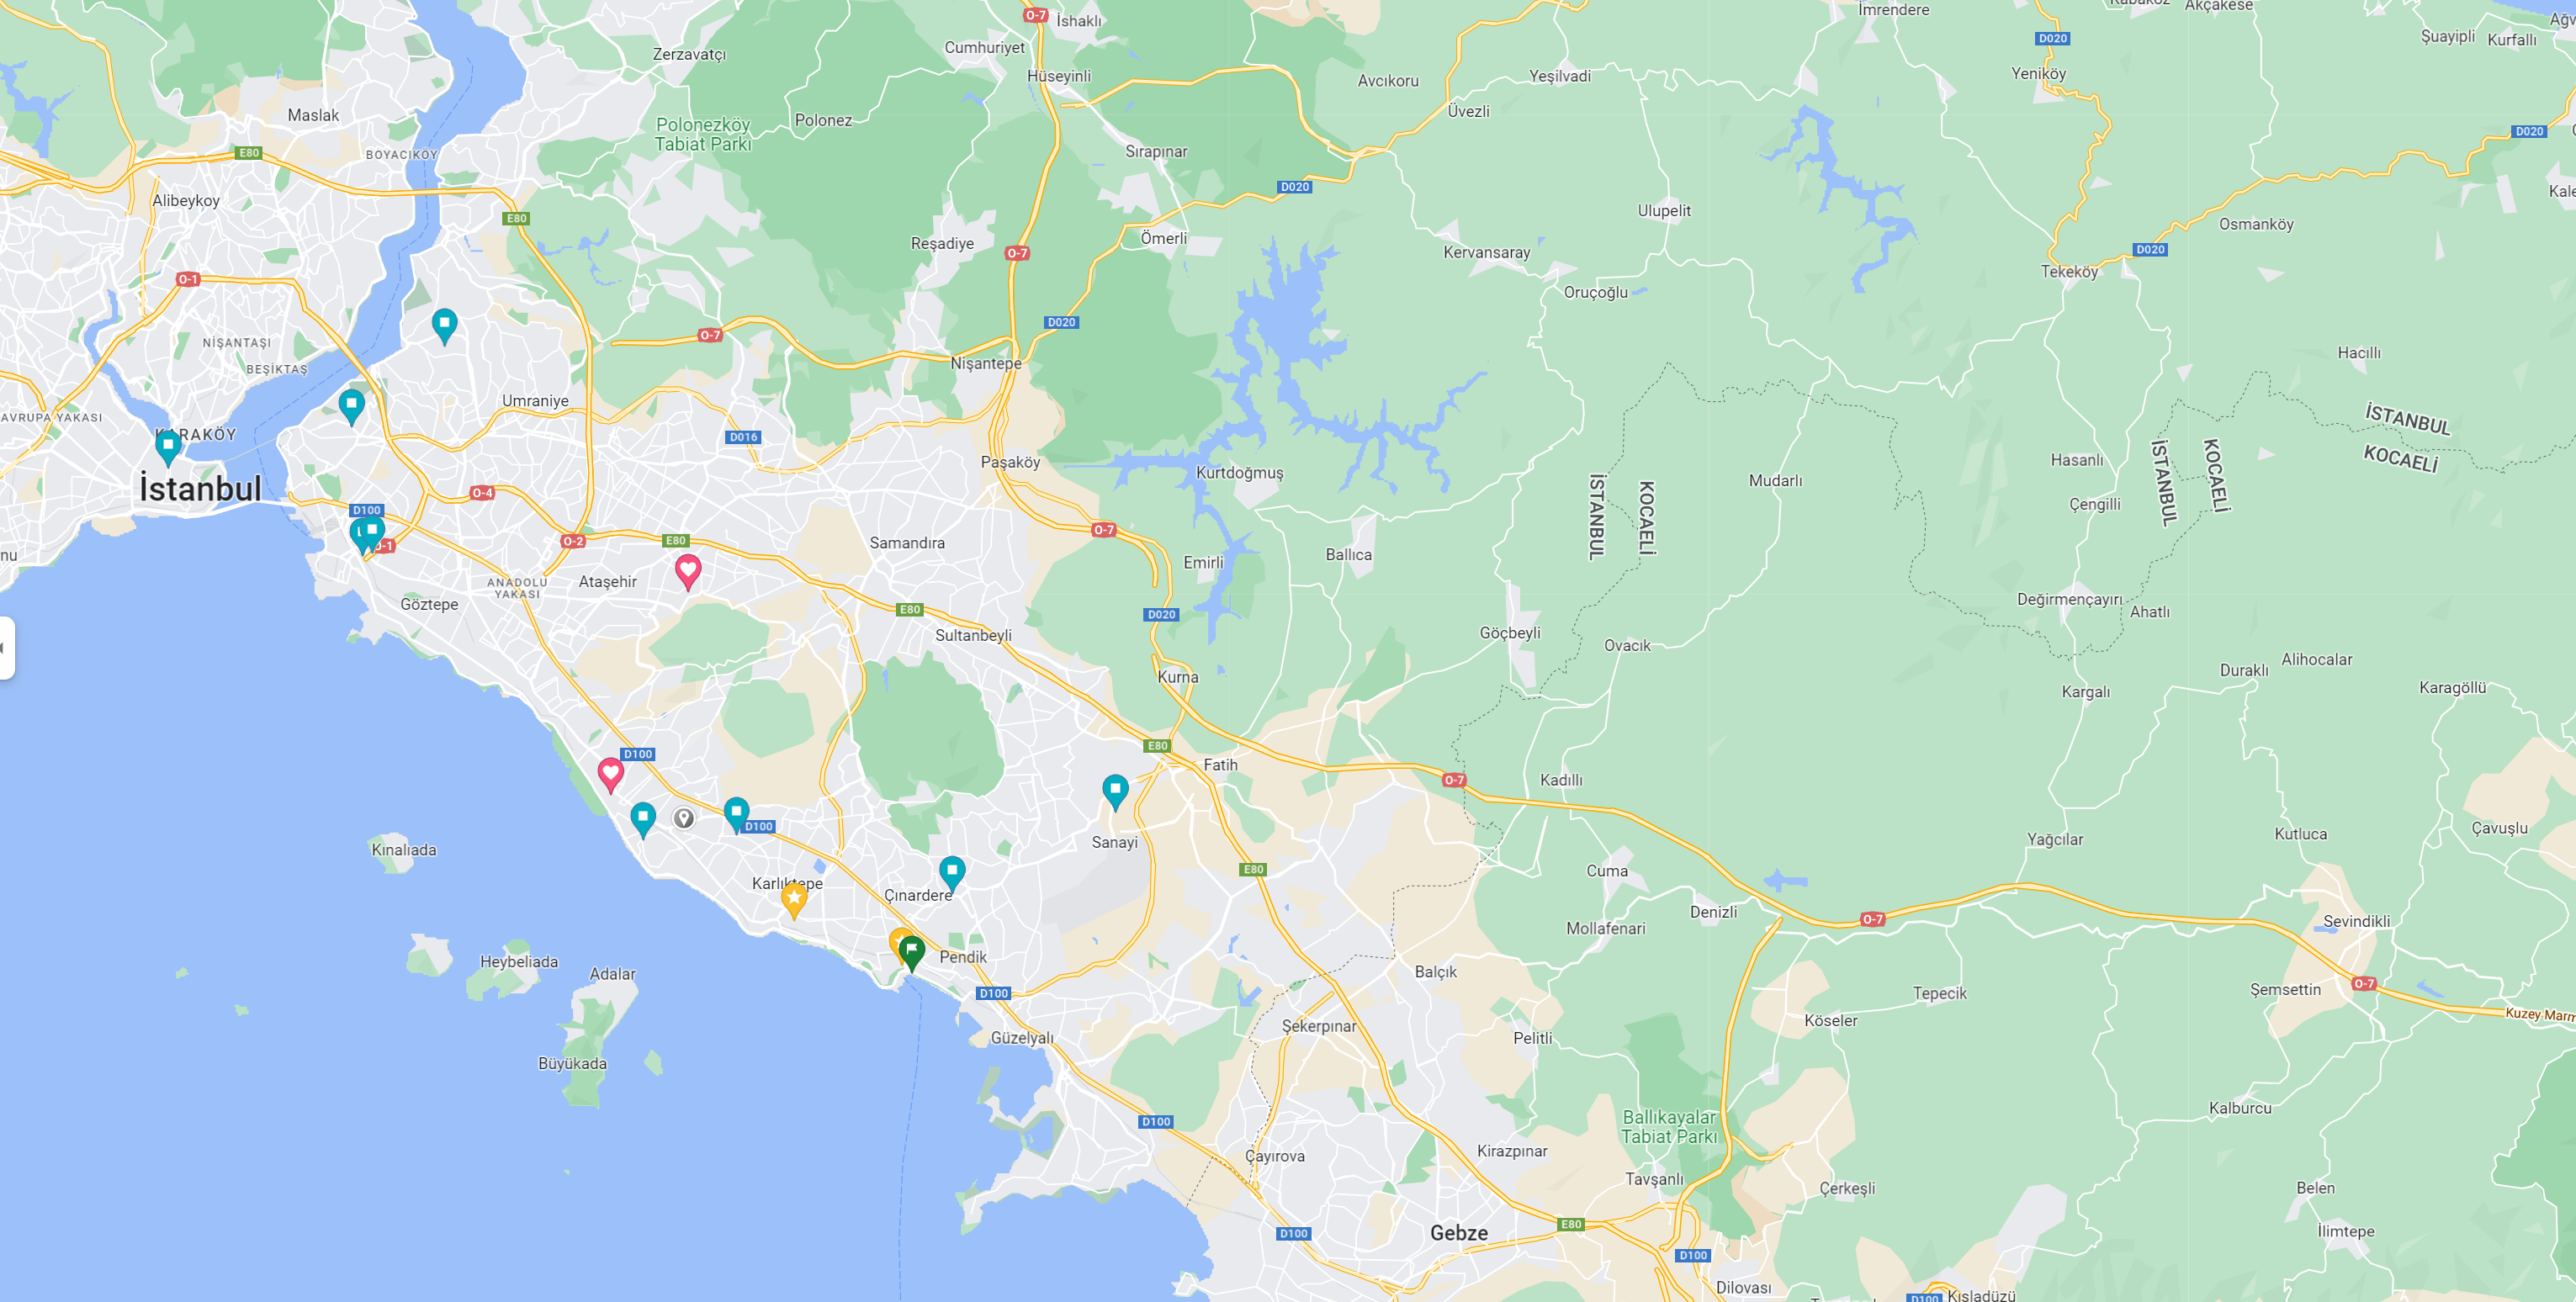 İshaklı
O-7
İmrendere
Akçakese
Şuayipli
Kurfallı
D020
Zerzavatçı
Cumhuriyet
Hüseyinli
Avcıkoru
Yeşilvadi
Yeniköy
Maslak
Polonezköy
Tabiat Parkı
Polonez
Üvezli
D020
E80
BOYACIKÖY
Sırapınar
D020
Alibeyköy
E80
Ulupelit
Osmanköy
Reşadiye
O-7
Ömerli
Kervansaray
D020
Tekeköy
O-1
Oruçoğlu
D020
O-7
NİŞANTAŞI
BEŞİKTAŞ
Nişantepe
Hacıllı
Umraniye
AVRUPA YAKASI
KARAKÖY
D016
İSTANBUL
KOCAELİ
Paşaköy
Kurtdoğmuş
İSTANBUL
KOCAELİ
Mudarlı
Hasanlı
İSTANBUL
KOCAELİ
Çengilli
İstanbul
O-4
D100
O-1
O-2
E80
Samandıra
O-7
Emirli
Ballıca
nu
ANADOLU
YAKASI
Ataşehir
Göztepe
E80
D020
Değirmençayırı
Ahatlı
Sultanbeyli
Göçbeyli
Ovacık
Kurna
Duraklı
Alihocalar
Kargalı
Karagöllü
D100
E80
Fatih
O-7
Kadıllı
D100
Sanayi
Yağcılar
Kutluca
Çavuşlu
Kınalıada
Karlıktepe
Çınardere
E80
Cuma
Denizli
O-7
Mollafenari
Sevindikli
Heybeliada
Adalar
Pendik
Balçık
D100
Tepecik
Şemsettin
O-7
Köseler
Kuzey Marm
Güzelyalı
Şekerpınar
Pelitli
Büyükada
D100
Ballıkayalar
Tabiat Parkı
Kalburcu
Çayırova
Kirazpınar
Tavşanlı
Çerkeşli
Belen
D100
Gebze
E80
D100
İlimtepe
Dilovası
D100
Kışladüzü